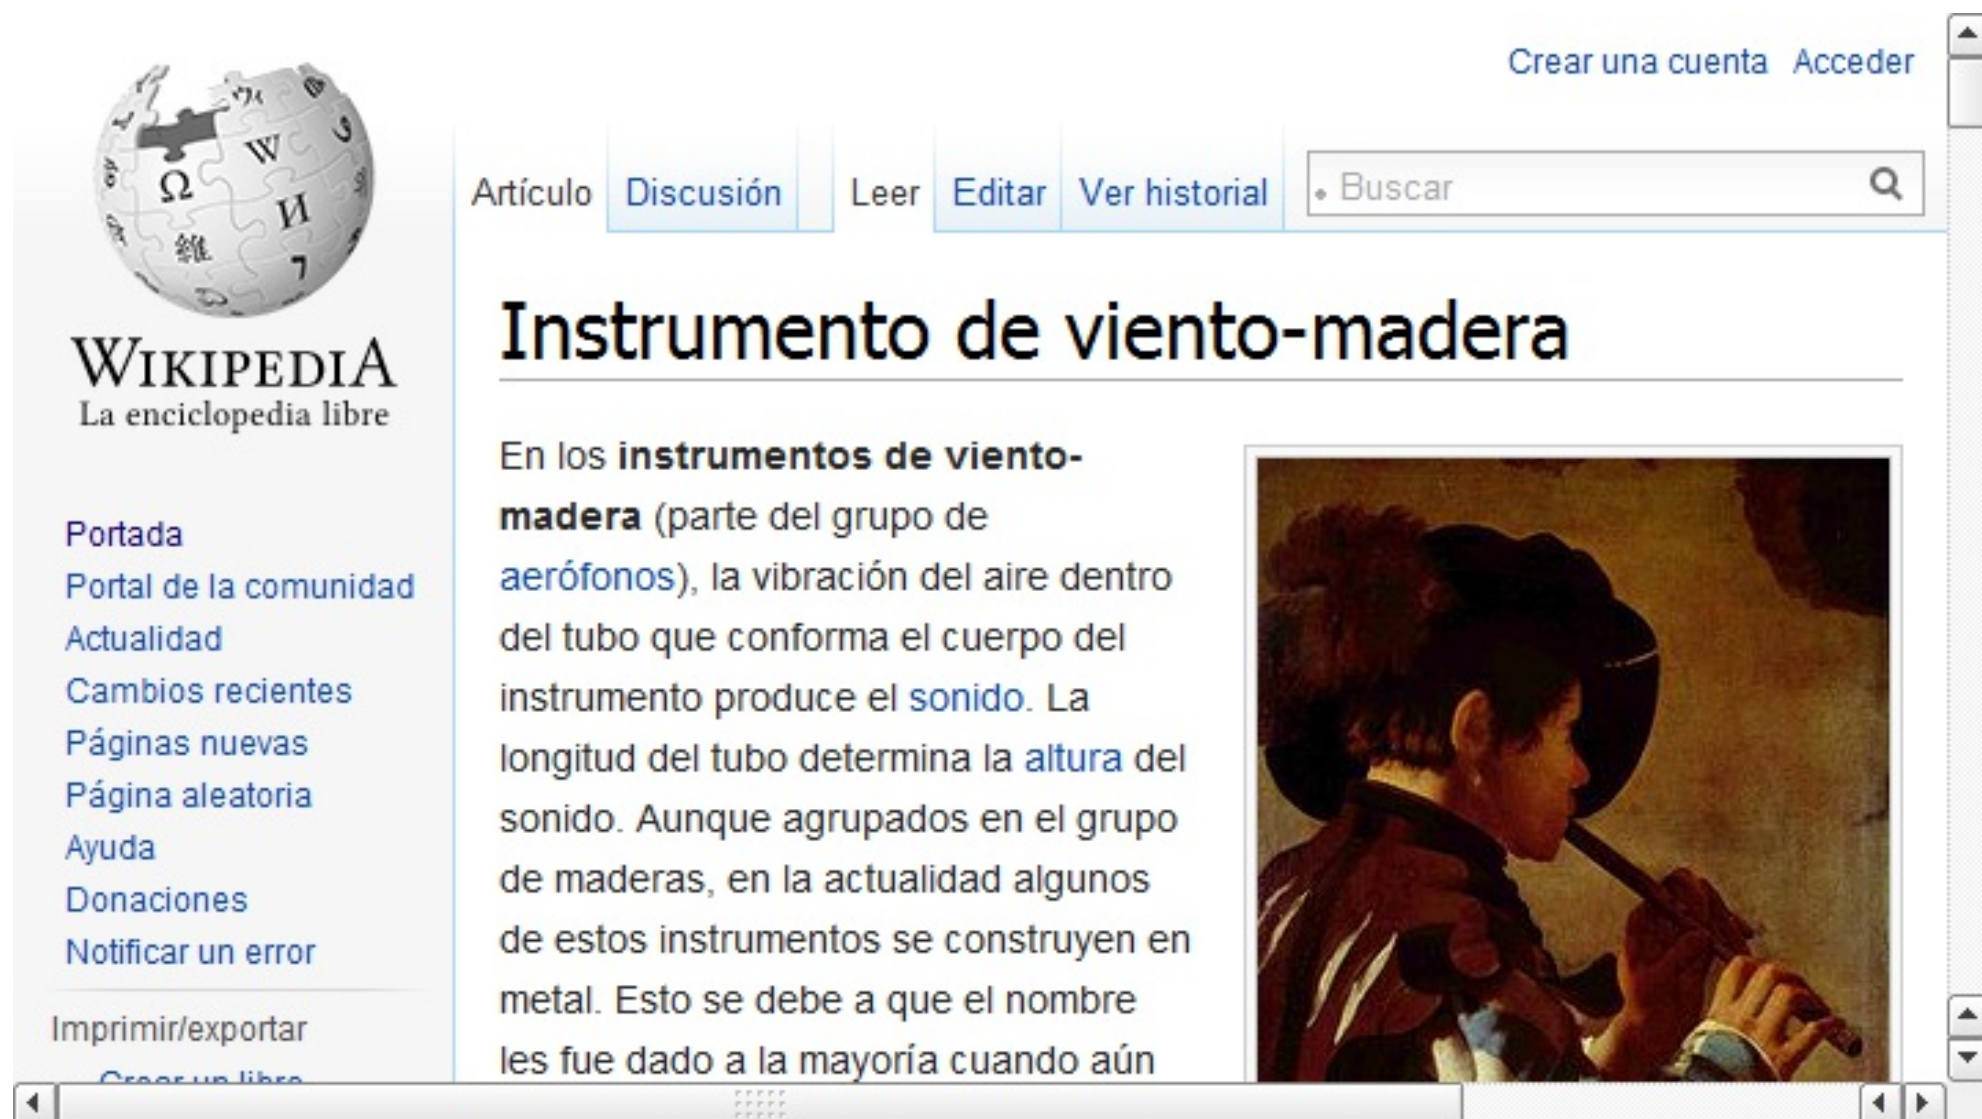 Crear una cuenta Acceder
Artículo Discusión Leer Editar Ver historial Buscar
WIKIPEDIA
La enciclopedia libre
Portada
Portal de la comunidad
Actualidad
Cambios recientes
Páginas nuevas
Página aleatoria
Ayuda
Donaciones
Notificar un error
Imprimir/exportar
Crear un libro
Instrumento de viento-madera
En los instrumentos de viento-
madera (parte del grupo de
aerófonos), la vibración del aire dentro
del tubo que conforma el cuerpo del
instrumento produce el sonido. La
longitud del tubo determina la altura del
sonido. Aunque agrupados en el grupo
de maderas, en la actualidad algunos
de estos instrumentos se construyen en
metal. Esto se debe a que el nombre
les fue dado a la mayoría cuando aún